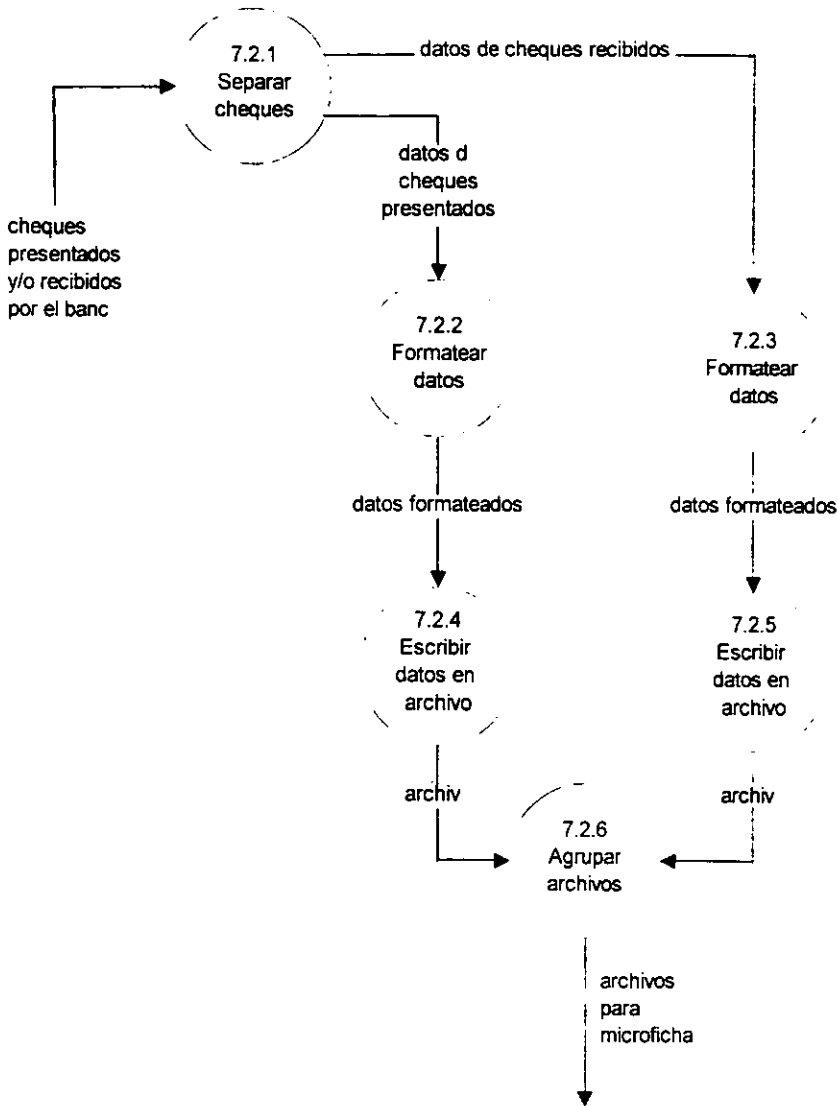 7.2.1
Separar
cheques
datos de cheques recibidos
datos d
cheques
presentados
cheques
presentados
y/o recibidos
por el banc
7.2.2
Formatear
datos
7.2.3
Formatear
datos
datos formateados
datos formateados
7.2.4
Escribir
datos en
archivo
7.2.5
Escribir
datos en
archivo
archiv
archiv
7.2.6
Agrupar
archivos
archivos
para
microficha